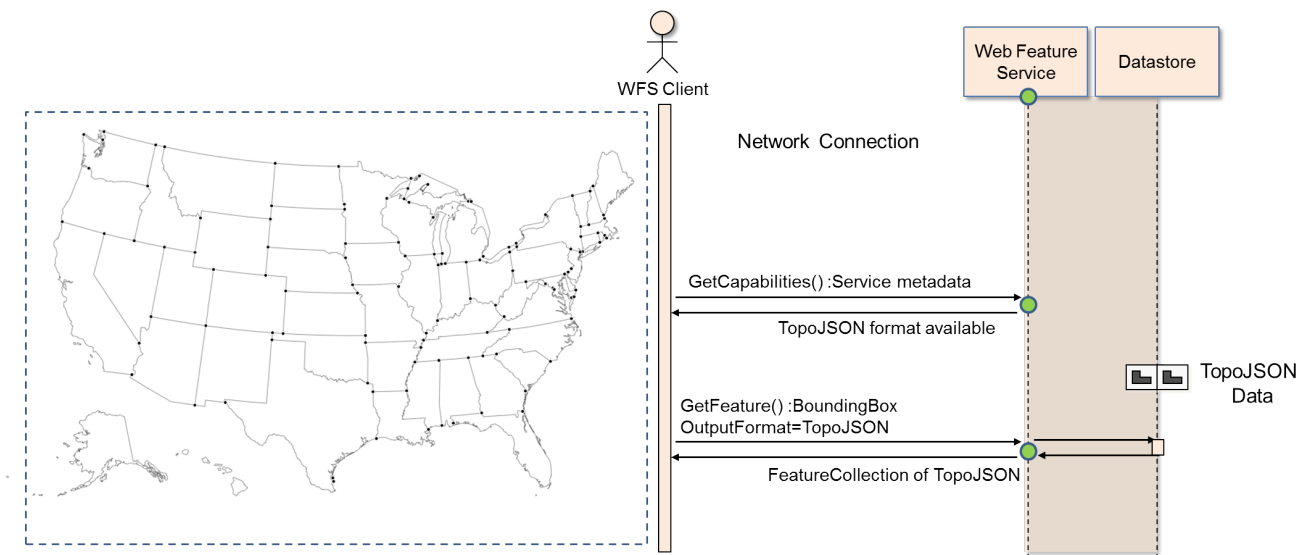 WFS Client
Web Feature
Service
Datastore
Network Connection
GetCapabilities() :Service metadata
TopoJSON format available
TopoJSON
Data
GetFeature() :BoundingBox
OutputFormat=TopoJSON
FeatureCollection of TopoJSON